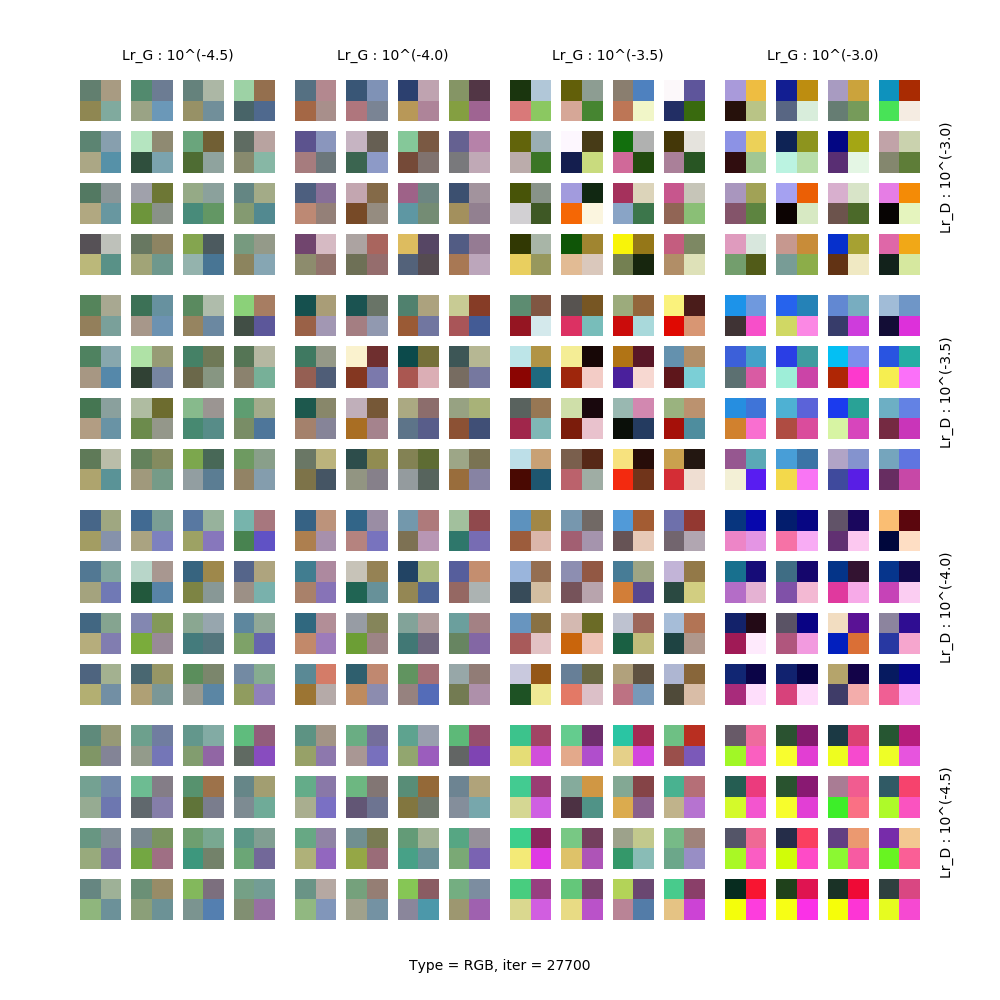 Lr_G : 10^(-4.5)
Lr_G : 10^(-4.0)
Lr_G : 10^(-3.5)
Lr_G : 10^(-3.0)
Lr_D : 10^(-3.0)
Lr_D : 10^(-3.5)
Lr_D : 10^(-4.0)
Lr_D : 10^(-4.5)
Type = RGB, iter = 27700